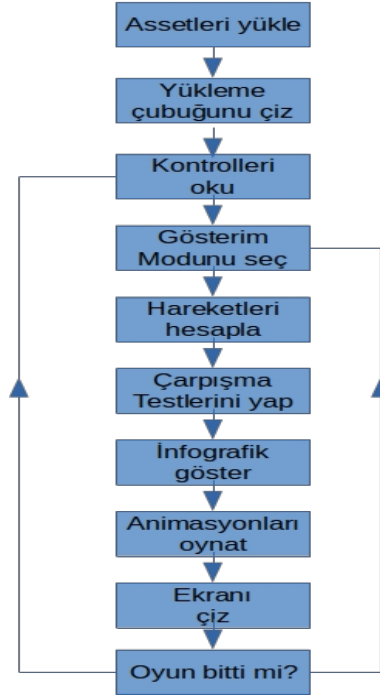 Assetleri yükle
Yükleme
çubuğunu çiz
Kontrolleri
oku
Gösterim
Modunu seç
Hareketleri
hesapla
Çarpışma
Testlerini yap
İnfografik
göster
Animasyonları
oynat
Ekranı
çiz
Oyun bitti mi?